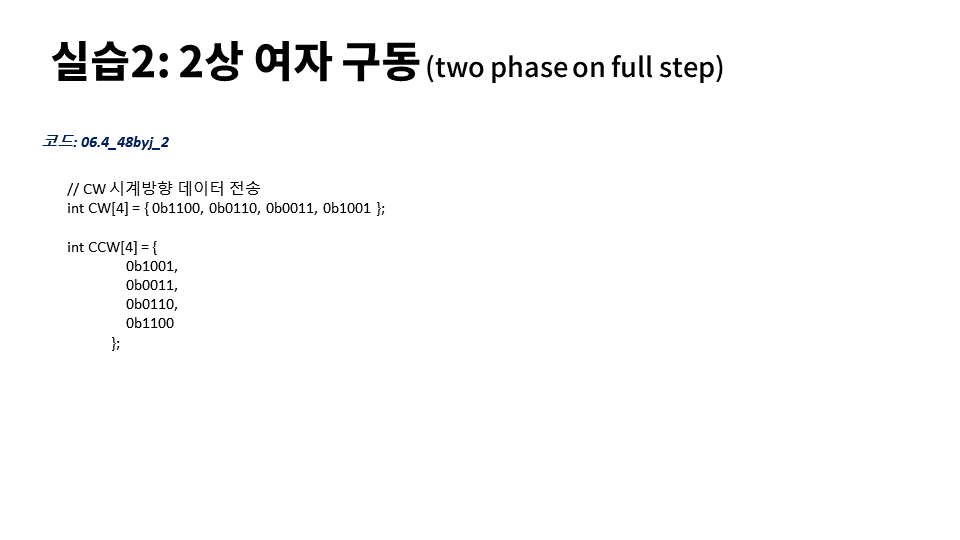 실습2: 2상 여자 구동 (two phase on full step)
코드: 06.4_48byj_2
// CW 시계방향 데이터 전송
int CW[4] = { 0b1100, 0b0110, 0b0011, 0b1001 };
int CCW[4] = {
0b1001,
0b0011,
0b0110,
0b1100
};